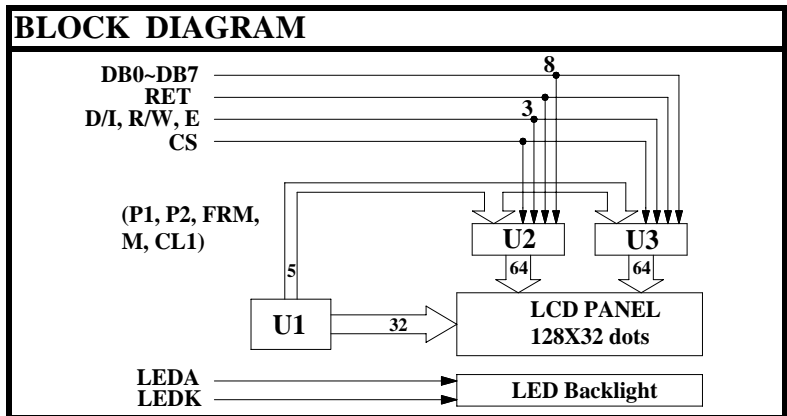 BLOCK DIAGRAM
DB0~DB7
8
RET
D/I, R/W, E
3
CS
(P1, P2, FRM,
M, CL1)
U2
U3
5
64
64
U1
32
LCD PANEL
128X32 dots
LEDA
LEDK
LED Backlight